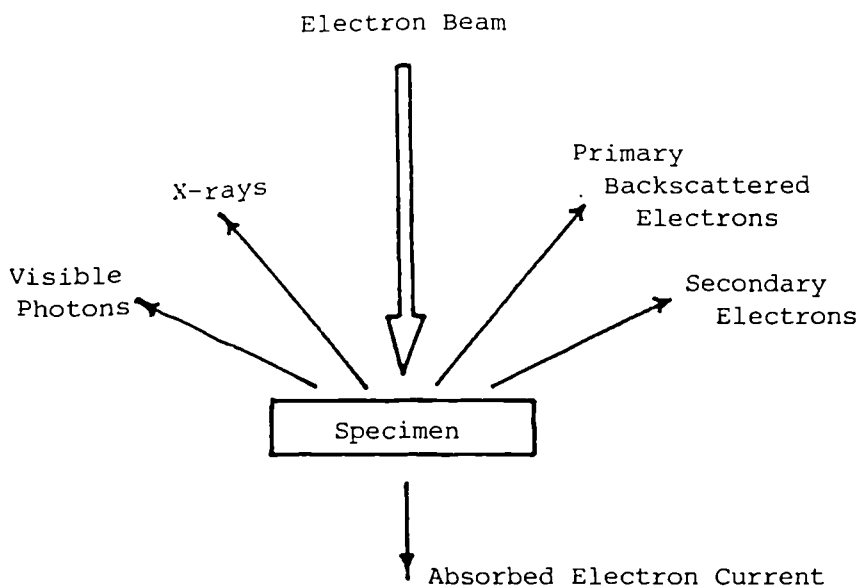 Electron Beam
X-rays
Primary
Backscattered
Electrons
Visible
Photons
Secondary
Electrons
Specimen
Absorbed Electron Current